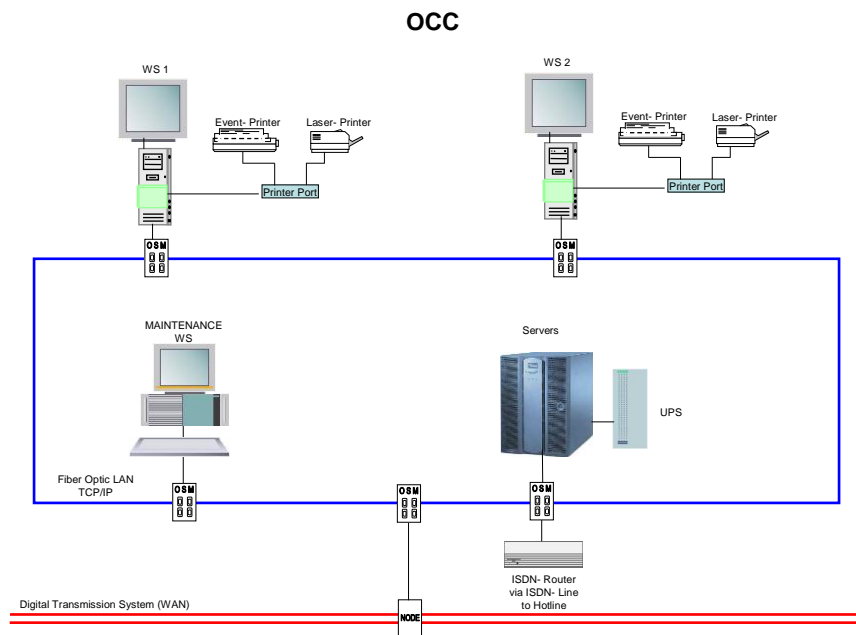 OCC
WS 1
WS 2
Event- Printer
Laser- Printer
Event- Printer
Laser- Printer
Printer Port
Printer Port
OSM
OSM
MAINTENANCE
WS
Servers
UPS
Fiber Optic LAN
TCP/IP
OSM
OSM
OSM
ISDN- Router
via ISDN- Line
to Hotline
Digital Transmission System (WAN)
NODE